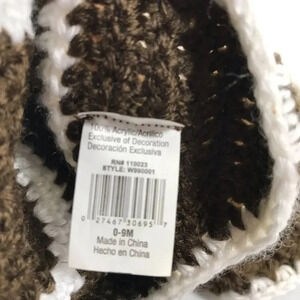 100% Acrylic/Acrilico
Exclusive of Decoration
Decoración Exclusiva
RN# 119023
STYLE: W990001
0 27467 30695 7
0-9M
Made in China
Hecho en China